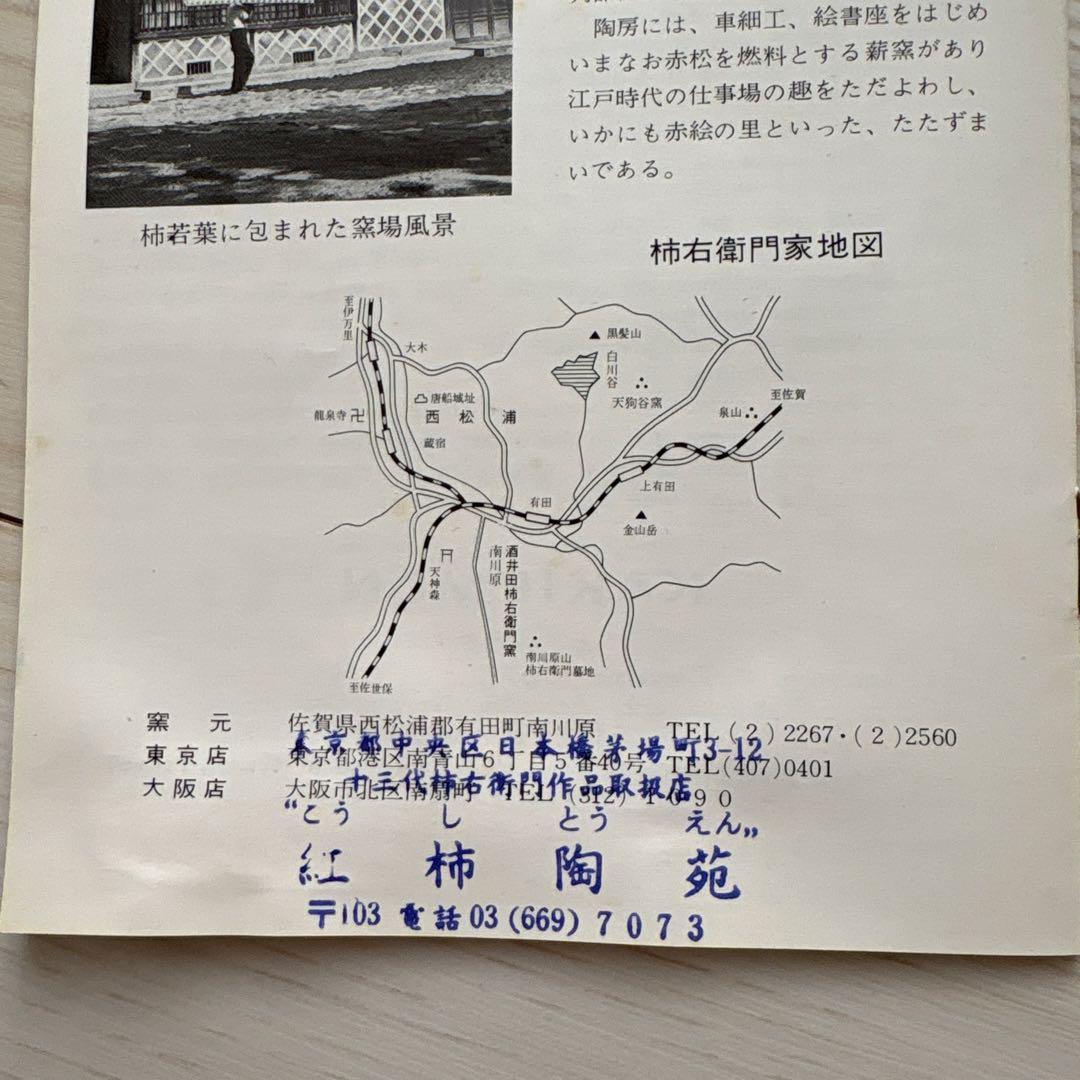 陶房には、車細工、絵書座をはじめ
いまなお赤松を燃料とする薪窯があり
江戸時代の仕事場の趣をただよわし、
いかにも赤絵の里といった、たたずま
いである。
柿若葉に包まれた窯場風景
柿右衛門家地図
至伊万里
大木
黒髪山
白川谷
天狗谷窯
泉山
至佐賀
唐船城址
西松浦
龍泉寺
蔵宿
有田
上有田
金山岳
天神森
南川原
酒井田柿右衛門窯
南川原山
柿右衛門墓地
至佐世保
窯元 佐賀県西松浦郡有田町南川原 TEL(2)2267・(2)2560
東京店 東京都港区南青山6丁目5番40号 TEL(407)0401
大阪店 大阪市北区南扇町 TEL (312) 1090
東京都中央区日本橋茅場町3-12
十三代柿右衛門作品取扱店
“こう し とう えん„
紅柿陶苑
〒103 電話03(669)7073